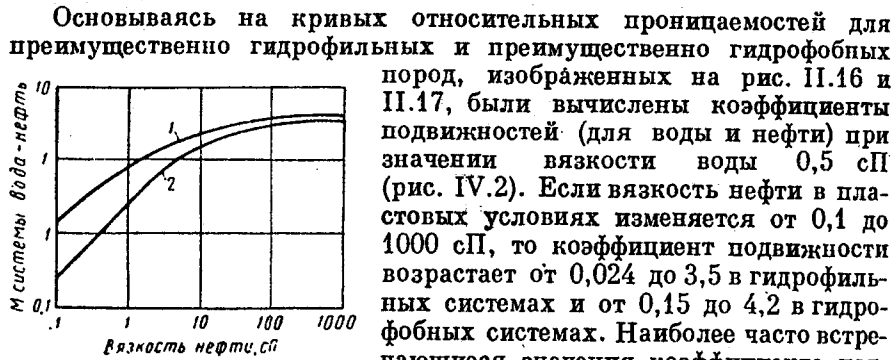 Основываясь на кривых относительных проницаемостей для
преимущественно гидрофильных и преимущественно гидрофобных
пород, изображенных на рис. II.16 и
II.17, были вычислены коэффициенты
подвижностей (для воды и нефти) при
значении вязкости воды 0,5 сП
(рис. IV.2). Если вязкость нефти в пла-
стовых условиях изменяется от 0,1 до
1000 сП, то коэффициент подвижности
возрастает от 0,024 до 3,5 в гидрофиль-
ных системах и от 0,15 до 4,2 в гидро-
фобных системах. Наиболее часто встре-
M системы вода-нефть
10
1
1
0,1
1
2
.1 1 10 100 1000
Вязкость нефти, сП